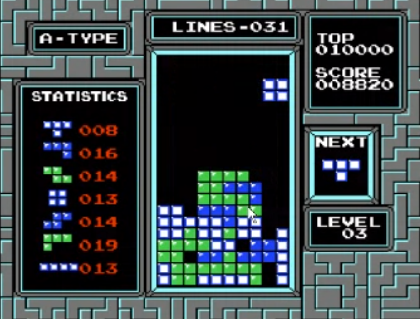 A-TYPE
LINES-031
TOP
010000
SCORE
008820
STATISTICS
008
016
014
013
014
019
013
NEXT
LEVEL
03